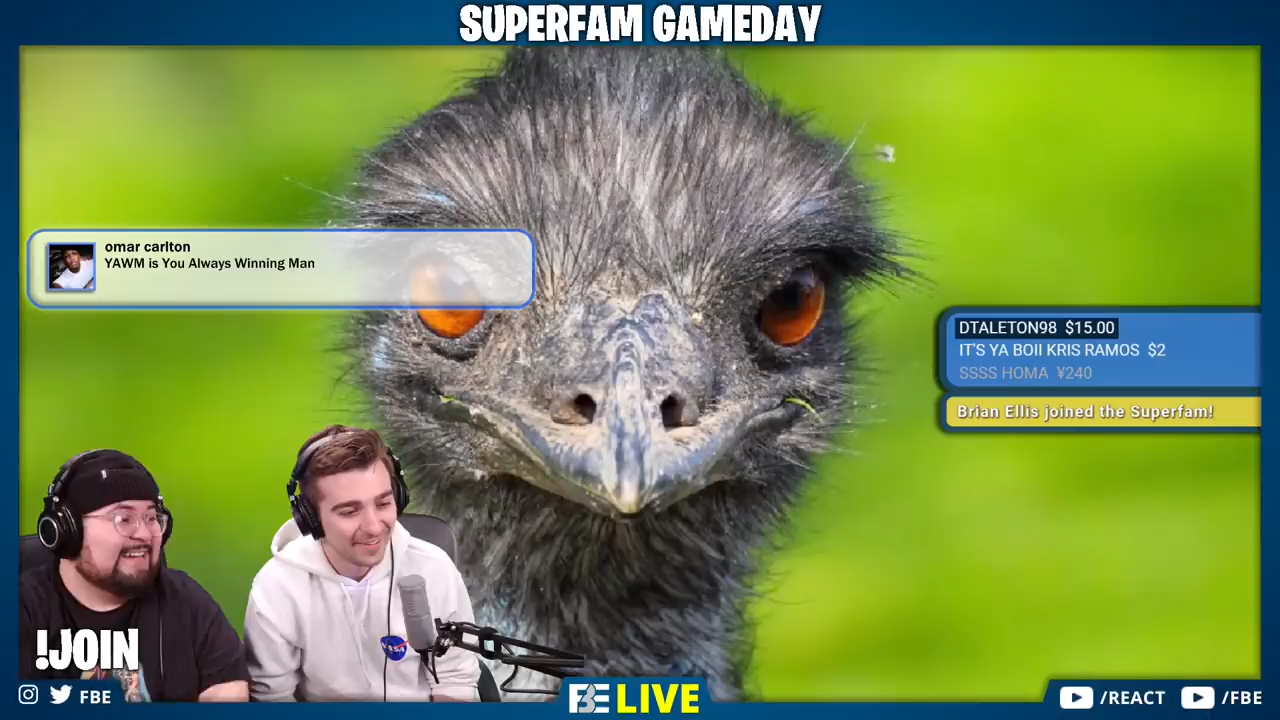 SUPERFAM GAMEDAY
omar carlton
YAWM is You Always Winning Man
DTALETON98 $15.00
IT'S YA BOII KRIS RAMOS $2
SSSS HOMA ¥240
Brian Ellis joined the Superfam!
!JOIN
NASA
FBE
FBE LIVE
/REACT
/FBE